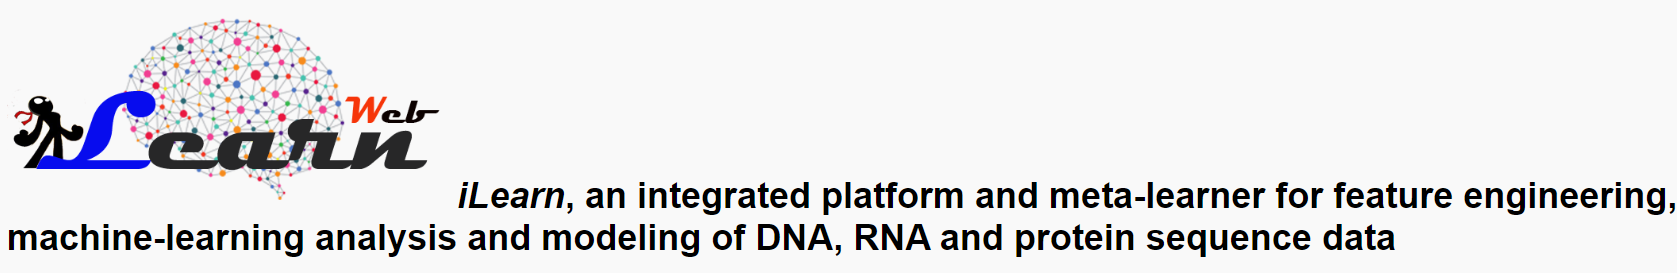 Learn Web
iLearn, an integrated platform and meta-learner for feature engineering,
machine-learning analysis and modeling of DNA, RNA and protein sequence data